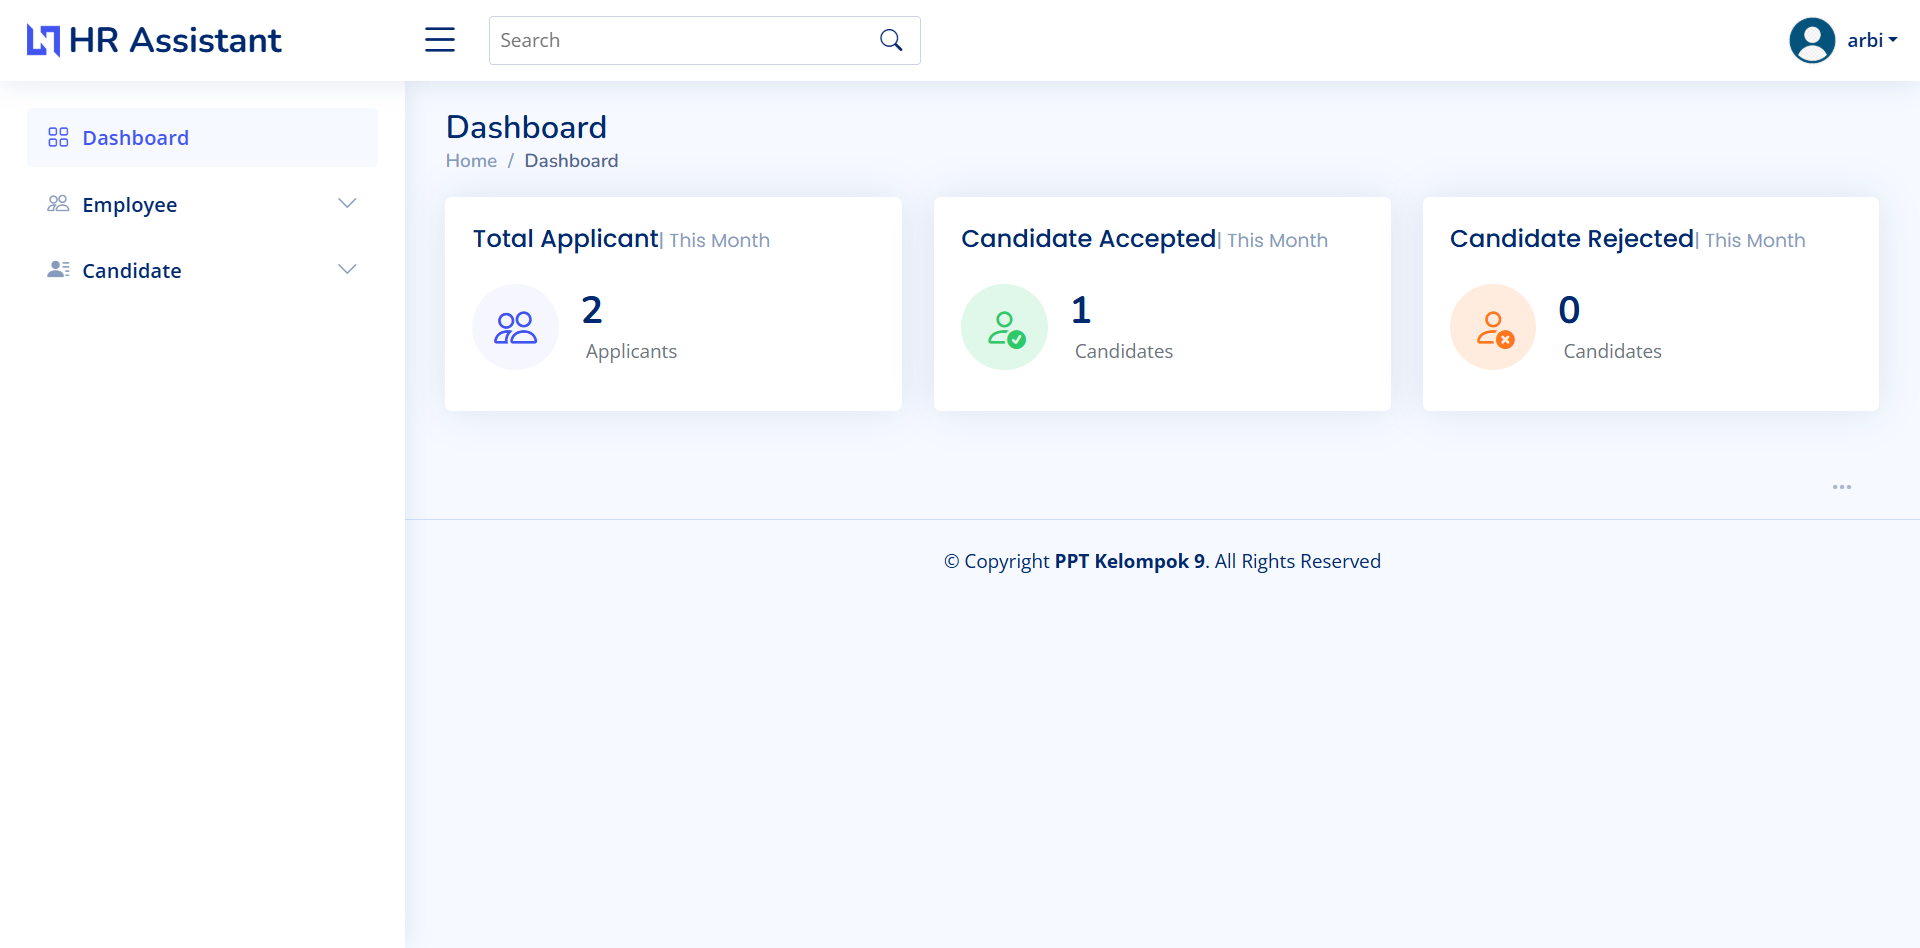 HR Assistant
Search
arbi
Dashboard
Employee
Candidate
Dashboard
Home / Dashboard
Total Applicant| This Month
2
Applicants
Candidate Accepted| This Month
1
Candidates
Candidate Rejected| This Month
0
Candidates
© Copyright PPT Kelompok 9. All Rights Reserved